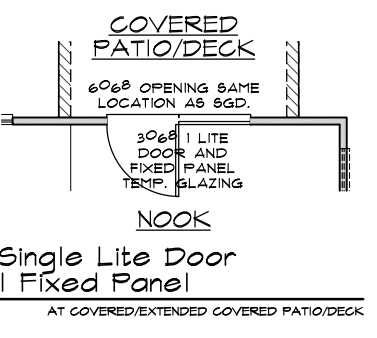 COVERED
PATIO/DECK
6068 OPENING SAME
LOCATION AS SGD.
3068 1 LITE
DOOR AND
FIXED PANEL
TEMP. GLAZING
NOOK
Single Lite Door
l Fixed Panel
AT COVERED/EXTENDED COVERED PATIO/DECK